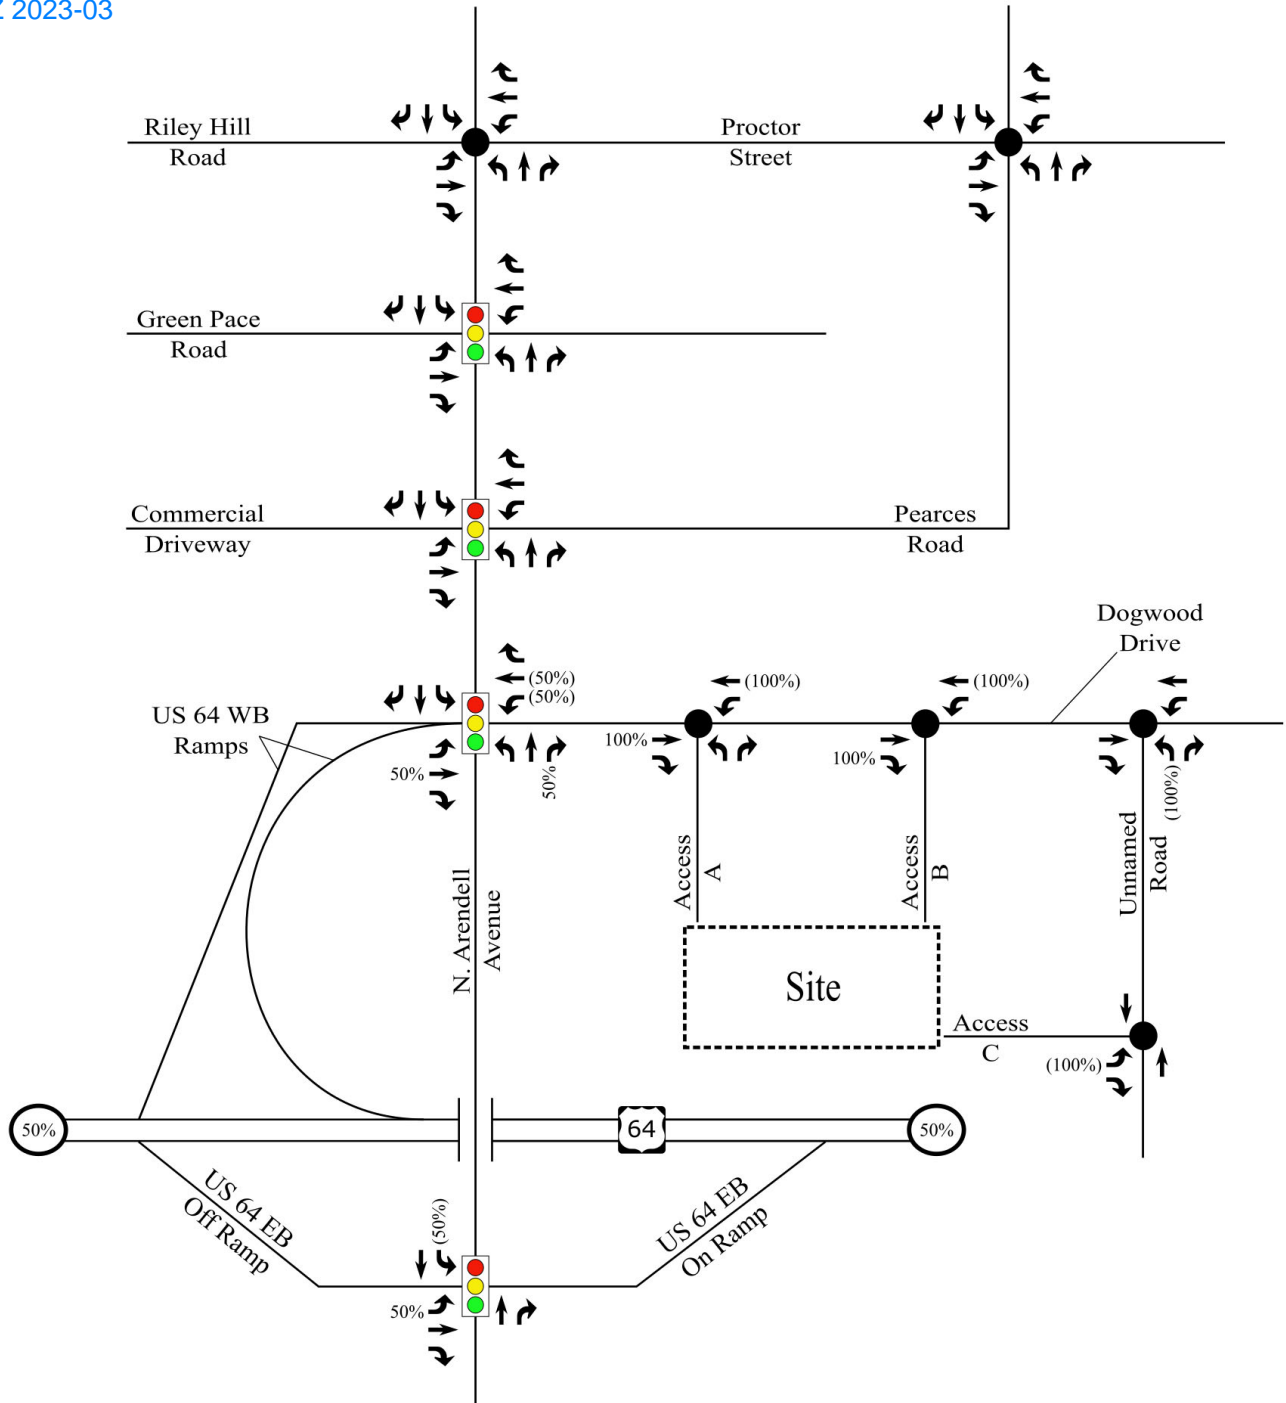 Z 2023-03
Riley Hill
Road
Proctor
Street
Green Pace
Road
Commercial
Driveway
Pearces
Road
Dogwood
Drive
US 64 WB
Ramps
(50%)
(50%)
50%
50%
(100%)
100%
(100%)
100%
(100%)
Access
A
Access
B
Unnamed
Road
N. Arendell
Avenue
Site
Access
C
(100%)
50%
64
50%
US 64 EB
Off Ramp
(50%)
50%
US 64 EB
On Ramp